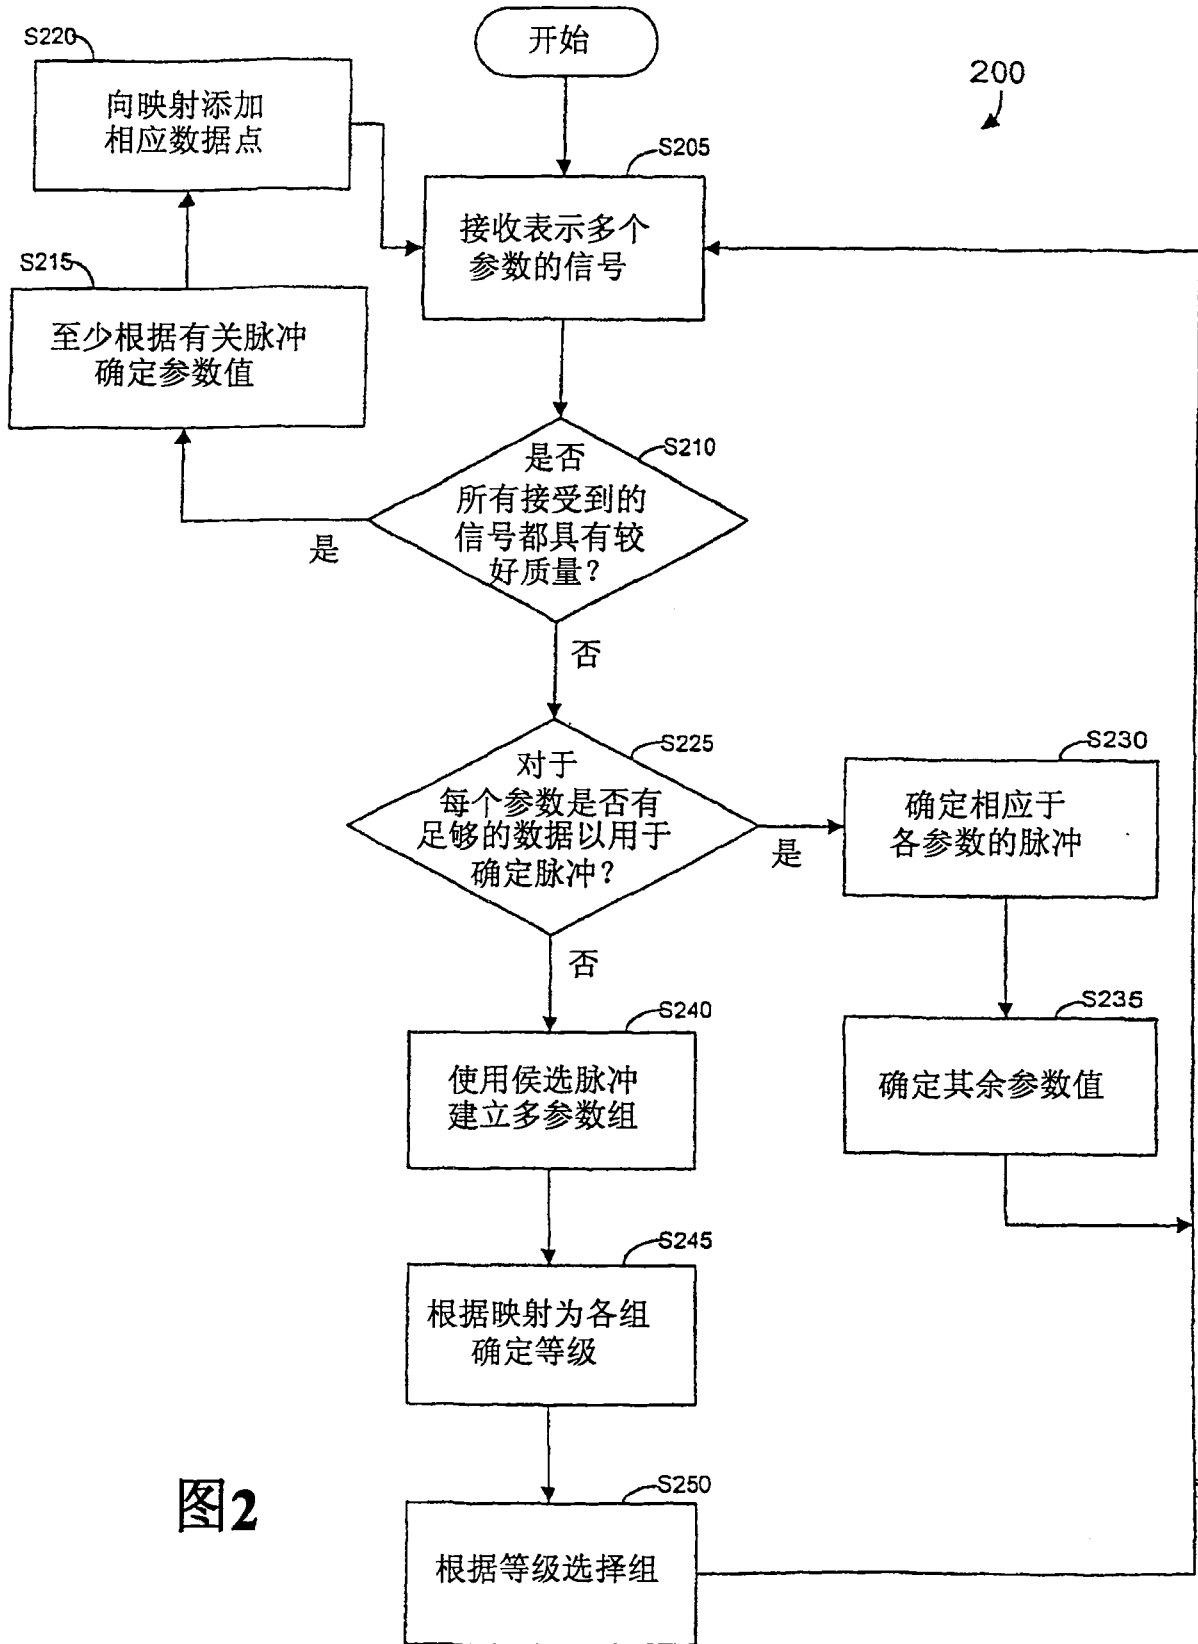 开始
200
S220
向映射添加
相应数据点
S205
接收表示多个
参数的信号
S215
至少根据有关脉冲
确定参数值
S210
是否
所有接受到的
信号都具有较
好质量?
是
否
S225
对于
每个参数是否有
足够的数据以用于
确定脉冲?
是
S230
确定相应于
各参数的脉冲
否
S235
确定其余参数值
S240
使用侯选脉冲
建立多参数组
S245
根据映射为各组
确定等级
S250
根据等级选择组
图2